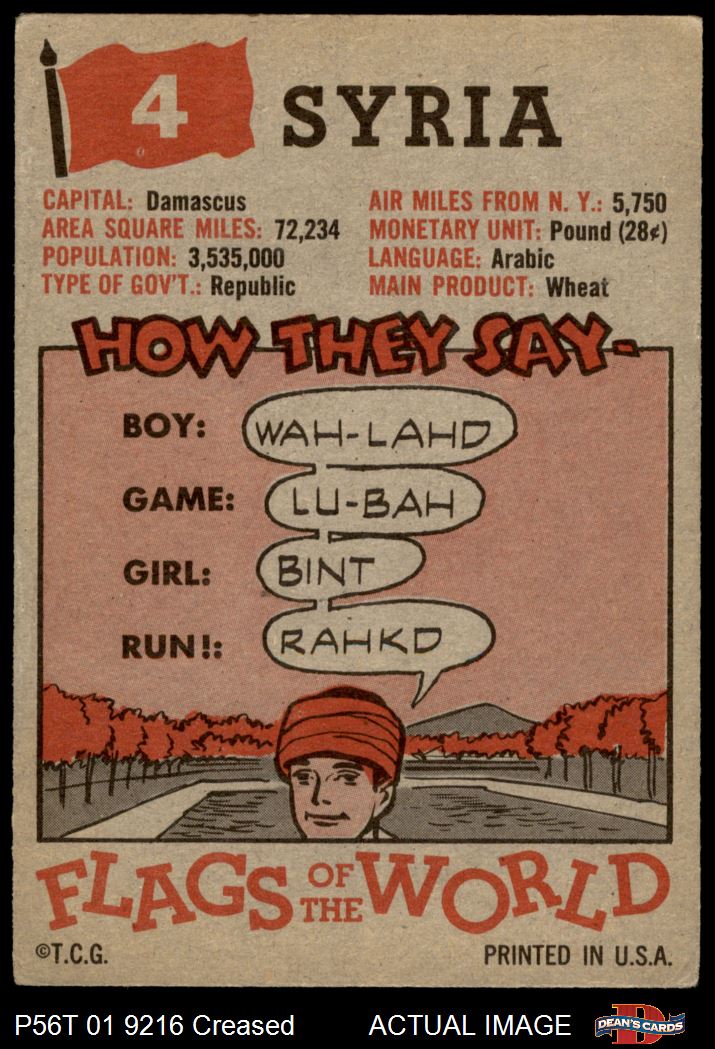 4
SYRIA
CAPITAL: Damascus
AREA SQUARE MILES: 72,234
POPULATION: 3,535,000
TYPE OF GOV'T.: Republic
AIR MILES FROM N. Y.: 5,750
MONETARY UNIT: Pound (28¢)
LANGUAGE: Arabic
MAIN PRODUCT: Wheat
HOW THEY SAY-
BOY: WAH-LAHD
GAME: LU-BAH
GIRL: BINT
RUN!: RAHKD
FLAGS OF THE WORLD
©T.C.G.
PRINTED IN U.S.A.
P56T 01 9216 Creased
ACTUAL IMAGE
D
DEAN'S CARDS